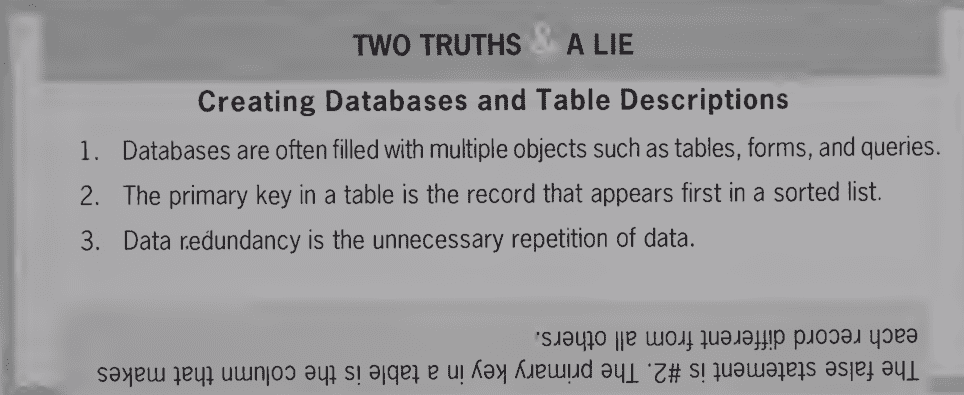 TWO TRUTHS & A LIE
Creating Databases and Table Descriptions
1. Databases are often filled with multiple objects such as tables, forms, and queries.
2. The primary key in a table is the record that appears first in a sorted list.
3. Data redundancy is the unnecessary repetition of data.
The false statement is #2. The primary key in a table is the column that makes
each record different from all others.